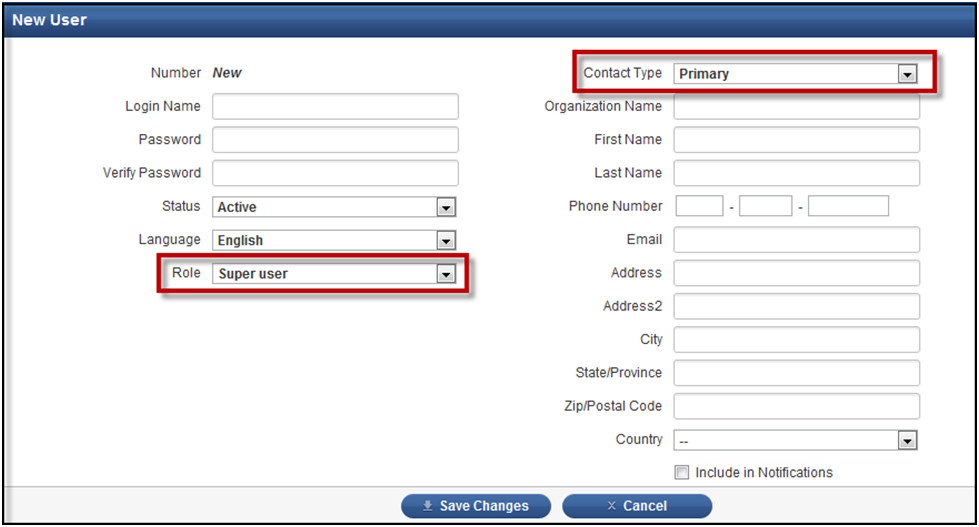 New User
Number New
Login Name
Password
Verify Password
Status Active
Language English
Role Super user
Contact Type Primary
Organization Name
First Name
Last Name
Phone Number - -
Email
Address
Address2
City
State/Province
Zip/Postal Code
Country --
Include in Notifications
Save Changes
Cancel